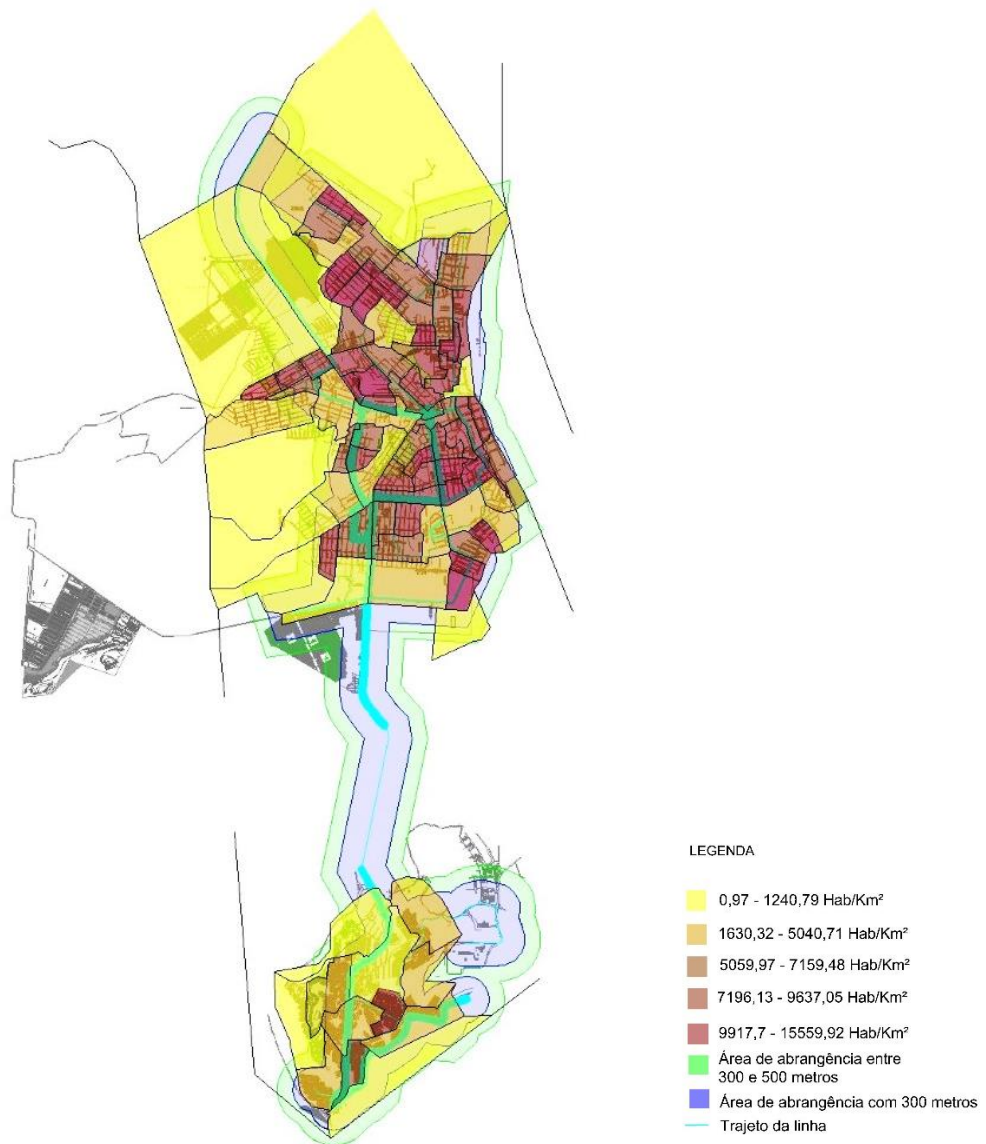 LEGENDA
0,97 - 1240,79 Hab/Km²
1630,32 - 5040,71 Hab/Km²
5059,97 - 7159,48 Hab/Km²
7196,13 - 9637,05 Hab/Km²
9917,7 - 15559,92 Hab/Km²
Área de abrangência entre
300 e 500 metros
Área de abrangência com 300 metros
Trajeto da linha